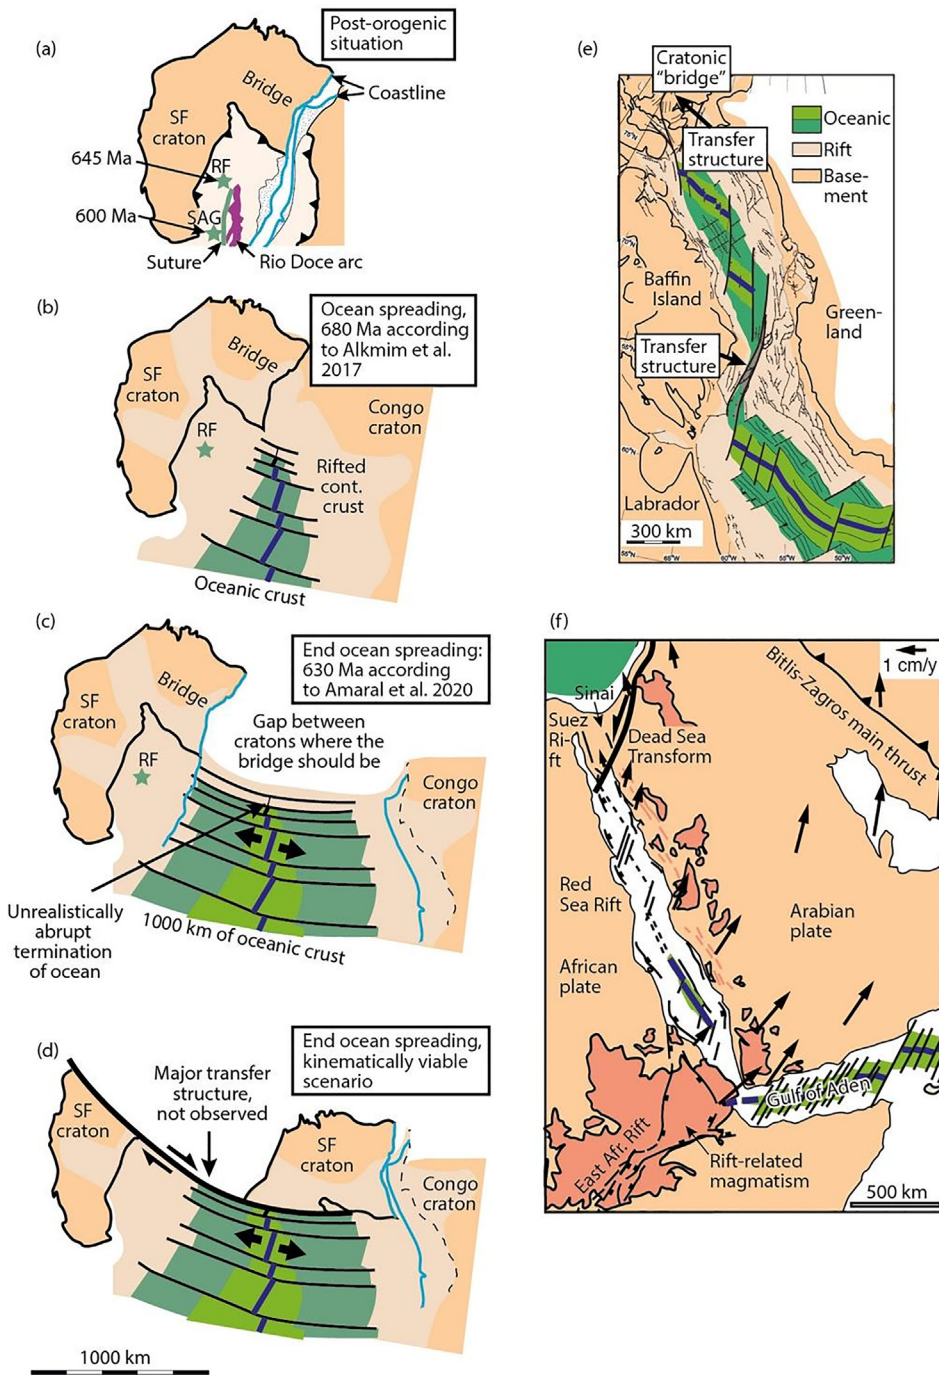 (a)
Post-orogenic
situation
Bridge
Coastline
SF
craton
645 Ma
RF
600 Ma
SAG
Suture
Rio Doce arc
(b)
Ocean spreading,
680 Ma according
to Alkmim et al.
2017
Bridge
SF
craton
Congo
craton
RF
Rifted
cont.
crust
Oceanic crust
(c)
End ocean spreading:
630 Ma according
to Amaral et al. 2020
Bridge
SF
craton
Gap between
cratons where the
bridge should be
RF
Congo
craton
Unrealistically
abrupt
termination
of ocean
1000 km of oceanic crust
(d)
End ocean spreading,
kinematically viable
scenario
Major transfer
structure,
not observed
SF
craton
SF
craton
Congo
craton
1000 km
(e)
Cratonic
"bridge"
Transfer
structure
Oceanic
Rift
Base-
ment
Baffin
Island
Green-
land
Transfer
structure
Labrador
300 km
60°N
55°N
65°W
60°W
55°W
50°W
(f)
1 cm/y
Bitlis-Zagros main thrust
Sinai
Suez
Ri-
ft
Dead Sea
Transform
Red
Sea Rift
Arabian
plate
African
plate
Gulf of Aden
East Afr. Rift
Rift-related
magmatism
500 km